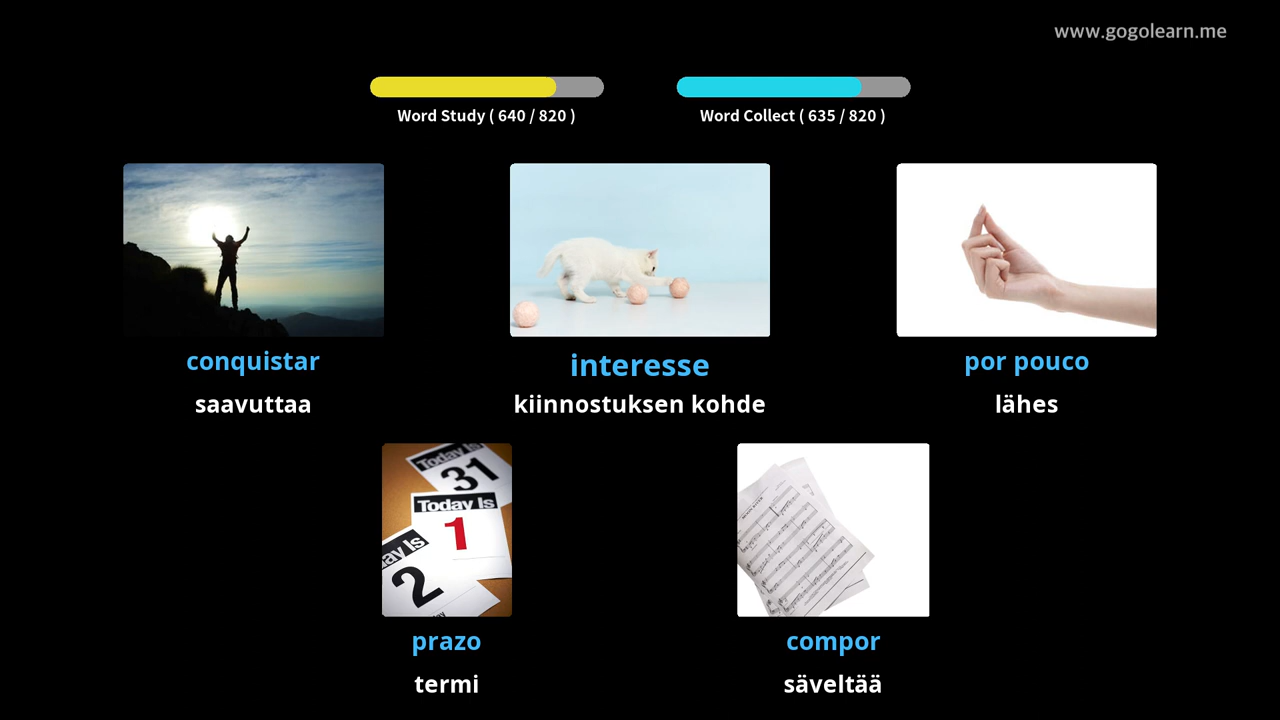 www.gogolearn.me
Word Study ( 640 / 820 )
Word Collect ( 635 / 820 )
conquistar
saavuttaa
interesse
kiinnostuksen kohde
por pouco
lähes
Today Is
31
Today Is
1
ay Is
2
prazo
termi
compor
säveltää